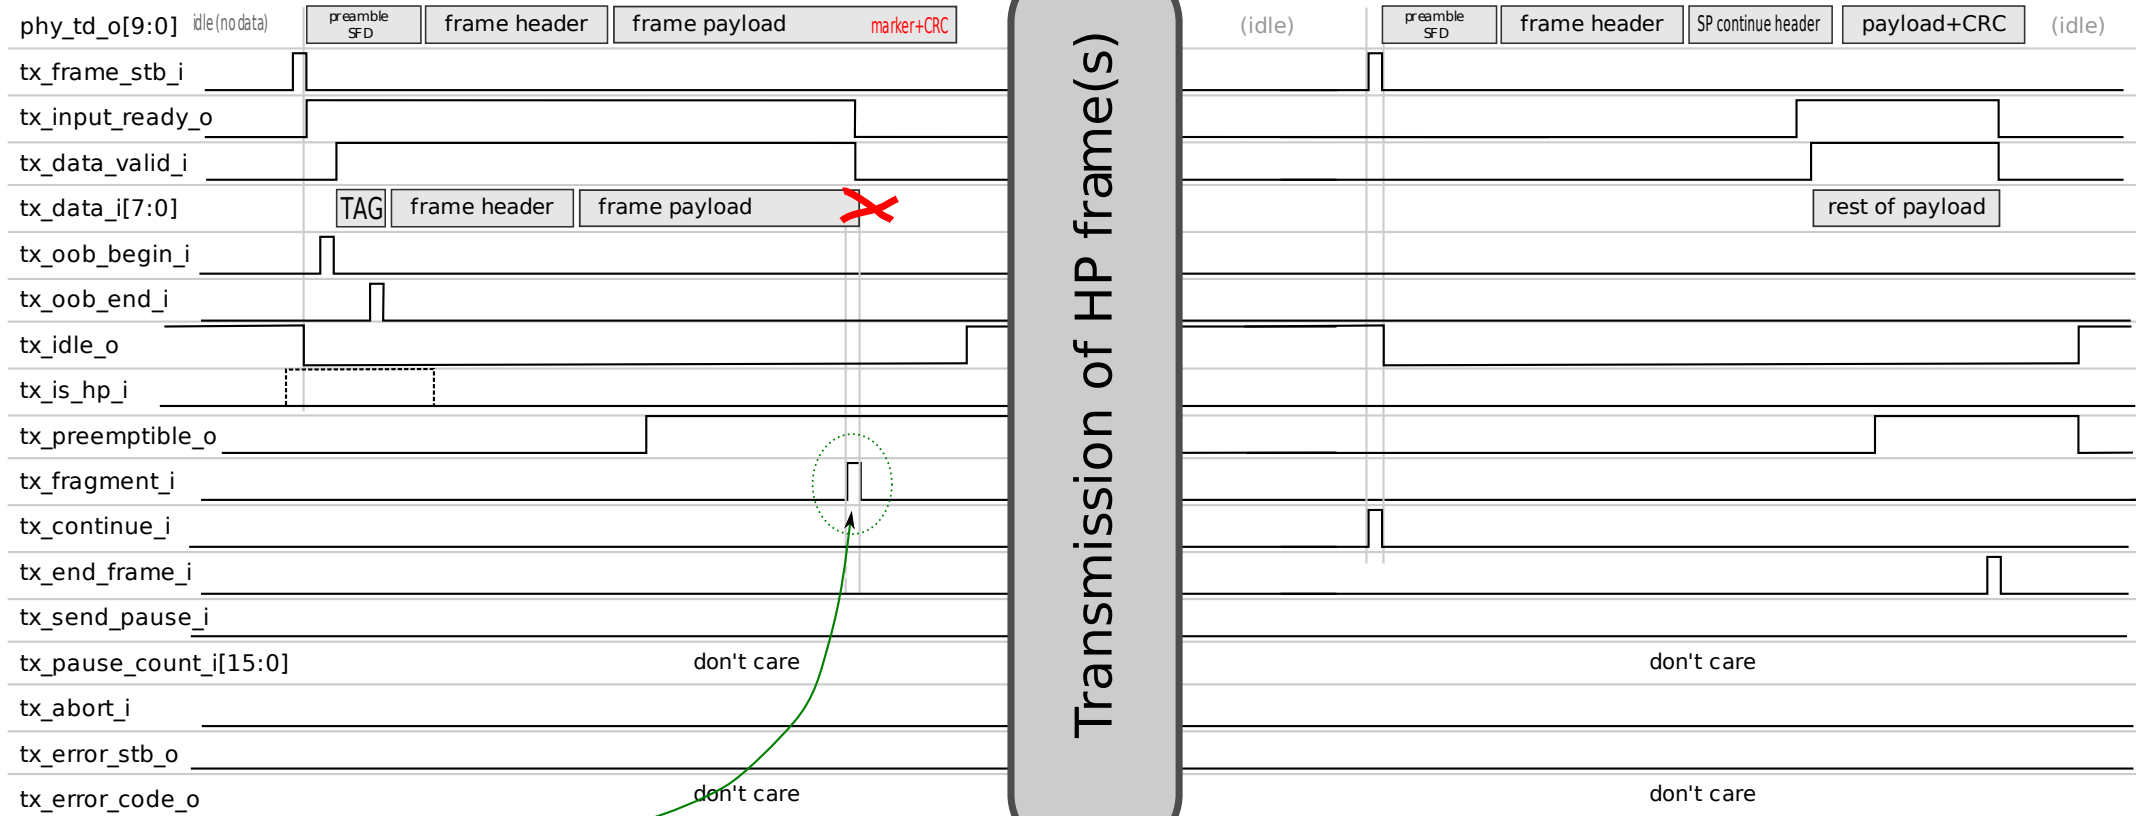 phy_td_o[9:0] idle (no data) preamble SFD frame header frame payload marker+CRC (idle) preamble SFD frame header SP continue header payload+CRC (idle)
tx_frame_stb_i
tx_input_ready_o
tx_data_valid_i
tx_data_i[7:0] TAG frame header frame payload rest of payload
tx_oob_begin_i
tx_oob_end_i
tx_idle_o
tx_is_hp_i
tx_preemptible_o
tx_fragment_i
tx_continue_i
tx_end_frame_i
tx_send_pause_i
tx_pause_count_i[15:0] don't care don't care
tx_abort_i
tx_error_stb_o
tx_error_code_o don't care don't care
Transmission of HP frame(s)